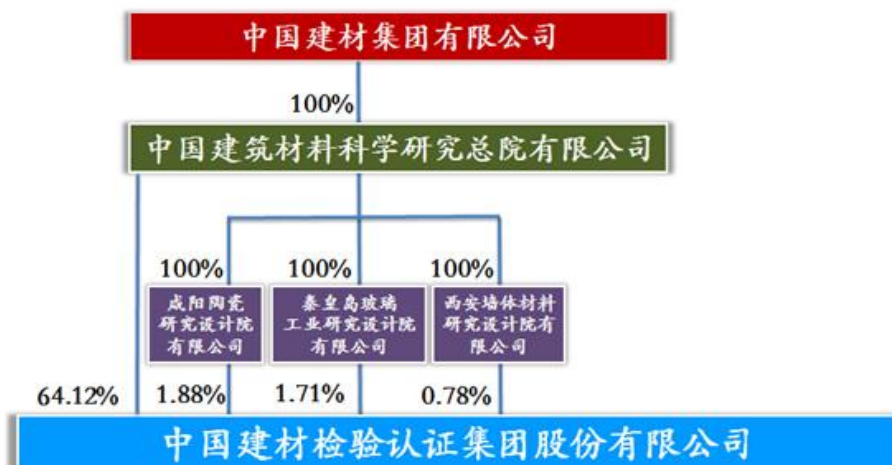 中国建材集团有限公司
100%
中国建筑材料科学研究总院有限公司
100%
100%
100%
咸阳陶瓷
研究设计院
有限公司
秦皇岛玻璃
工业研究设计院
有限公司
西安墙体材料
研究设计院有
限公司
64.12%
1.88%
1.71%
0.78%
中国建材检验认证集团股份有限公司